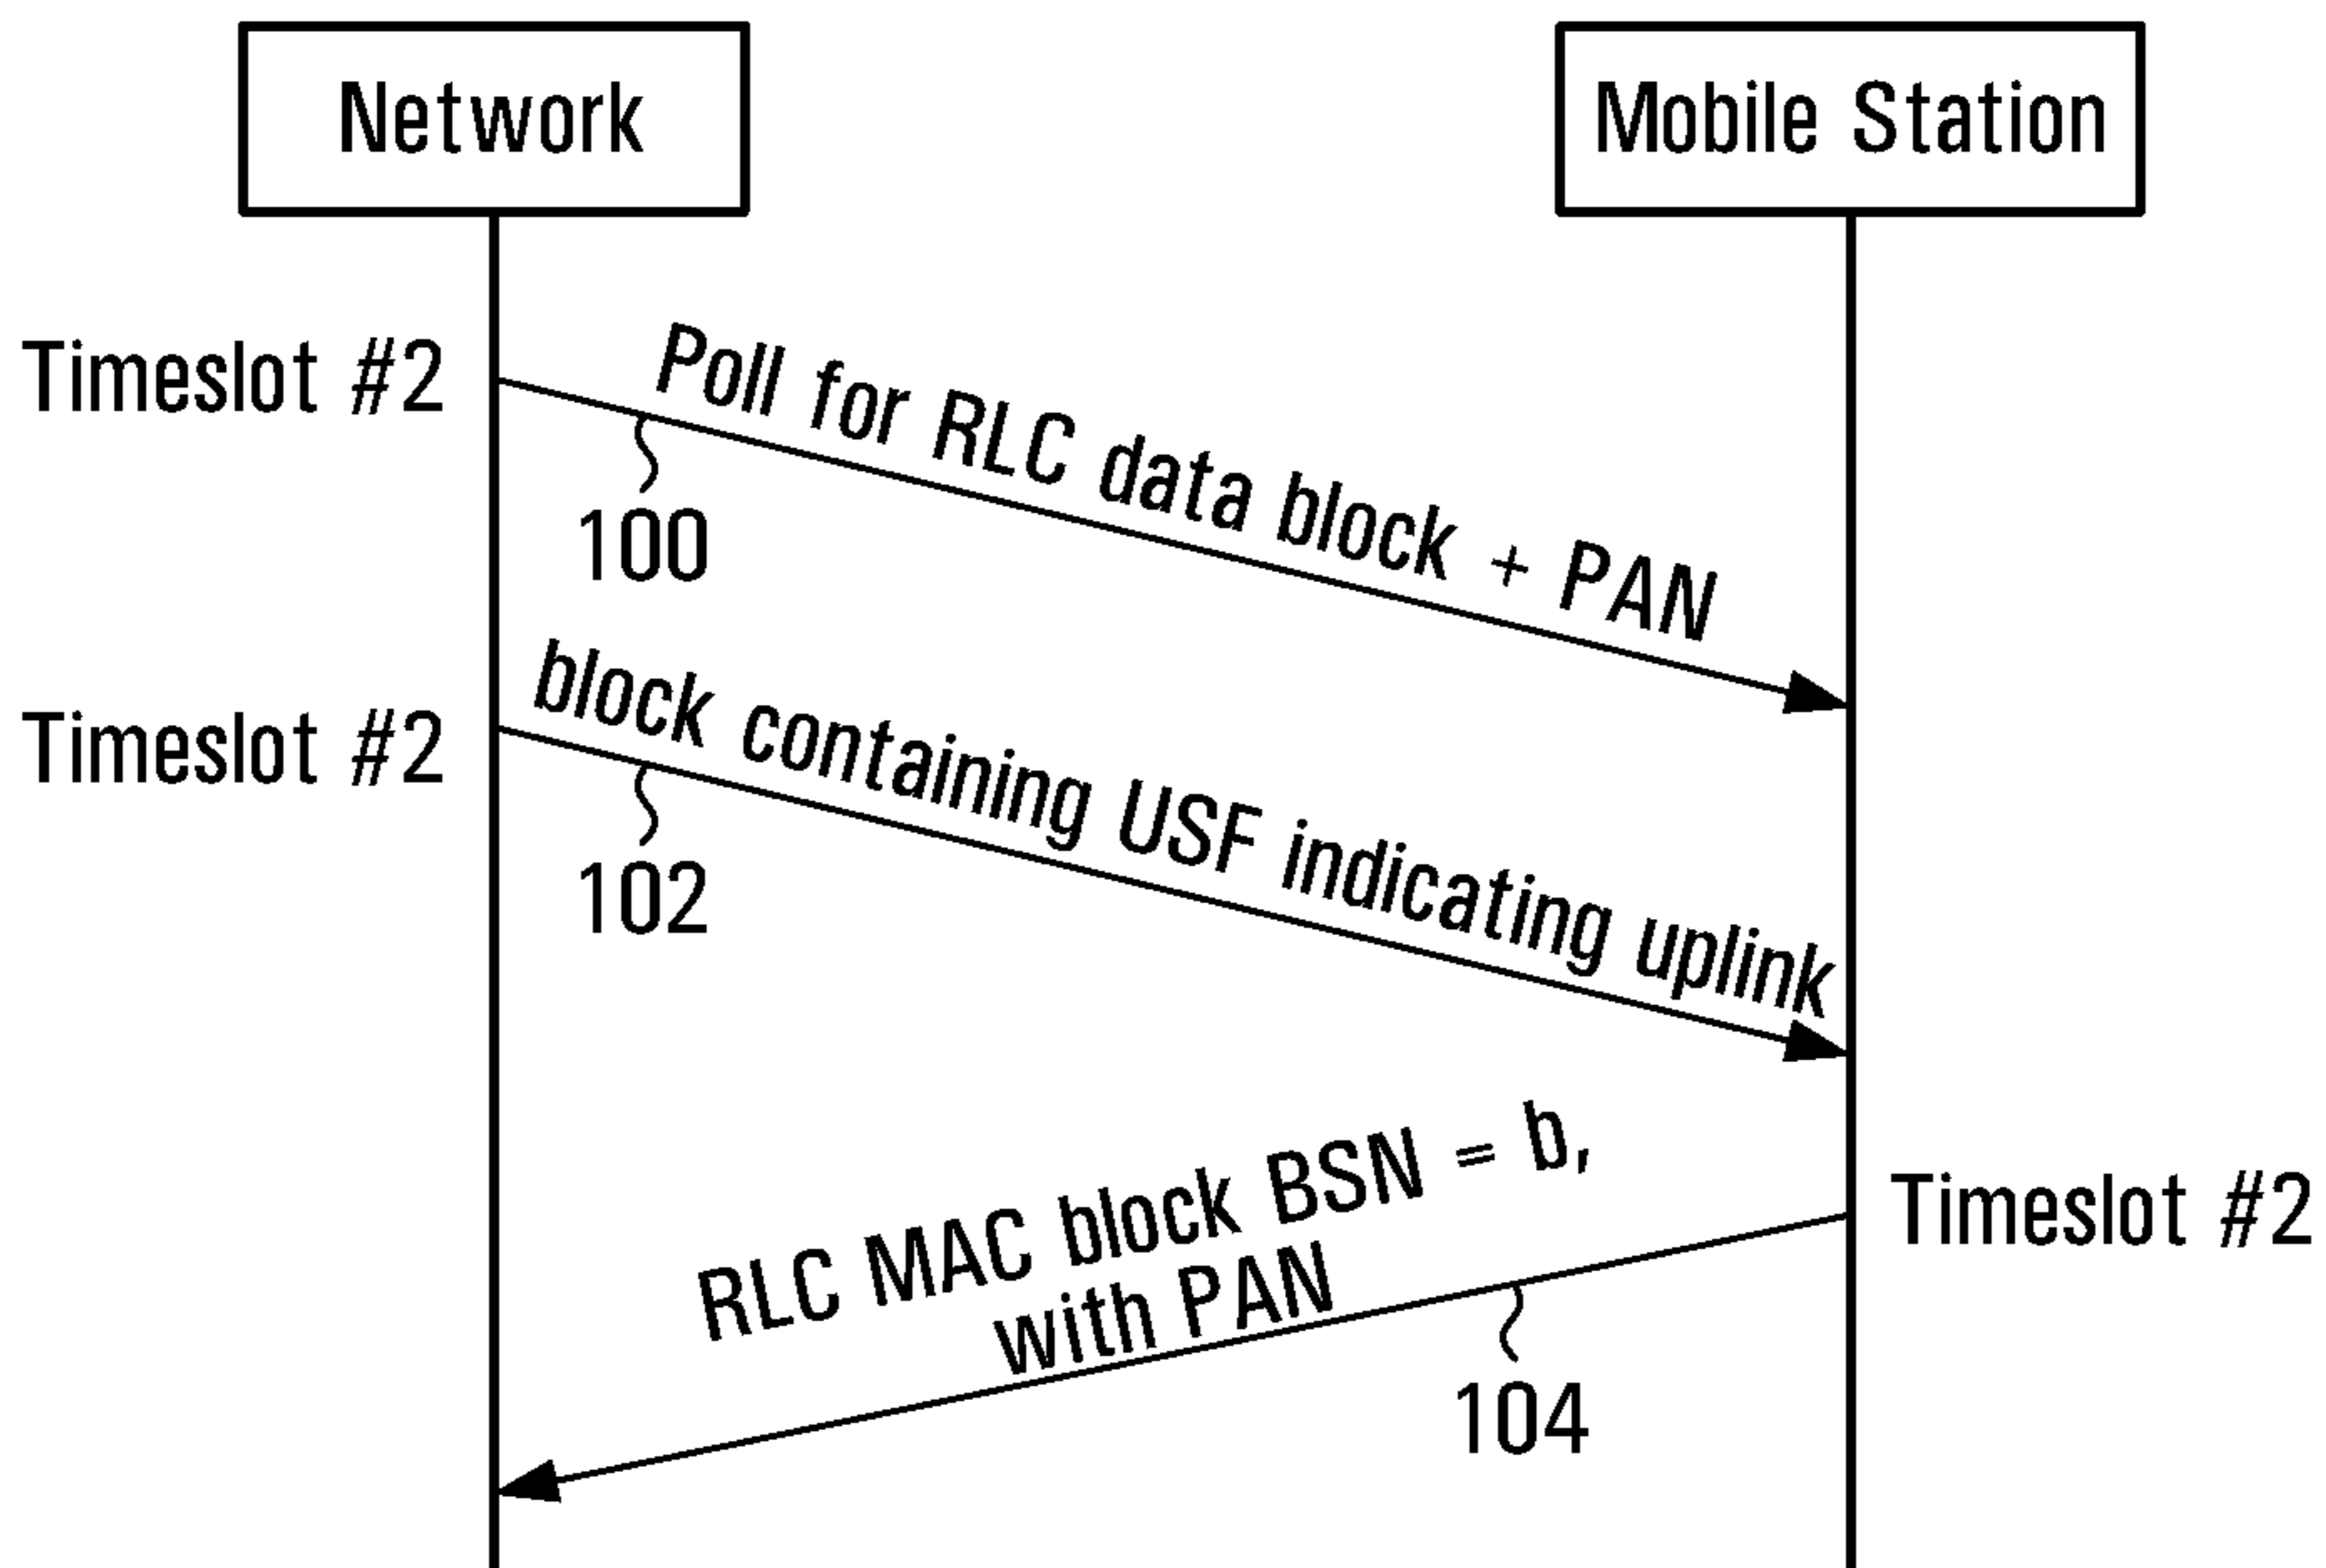 Network
Mobile Station
Timeslot #2
Poll for RLC data block + PAN
100
Timeslot #2
block containing USF indicating uplink
102
RLC MAC block BSN = b,
with PAN
Timeslot #2
104